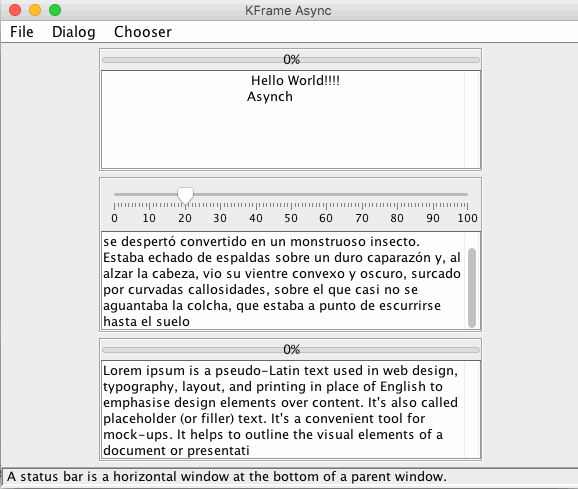 KFrame Async
File Dialog Chooser
0%
Hello World!!!!
Asynch
0 10 20 30 40 50 60 70 80 90 100
se despertó convertido en un monstruoso insecto.
Estaba echado de espaldas sobre un duro caparazón y, al
alzar la cabeza, vio su vientre convexo y oscuro, surcado
por curvadas callosidades, sobre el que casi no se
aguantaba la colcha, que estaba a punto de escurrirse
hasta el suelo
0%
Lorem ipsum is a pseudo-Latin text used in web design,
typography, layout, and printing in place of English to
emphasise design elements over content. It's also called
placeholder (or filler) text. It's a convenient tool for
mock-ups. It helps to outline the visual elements of a
document or presentati
A status bar is a horizontal window at the bottom of a parent window.